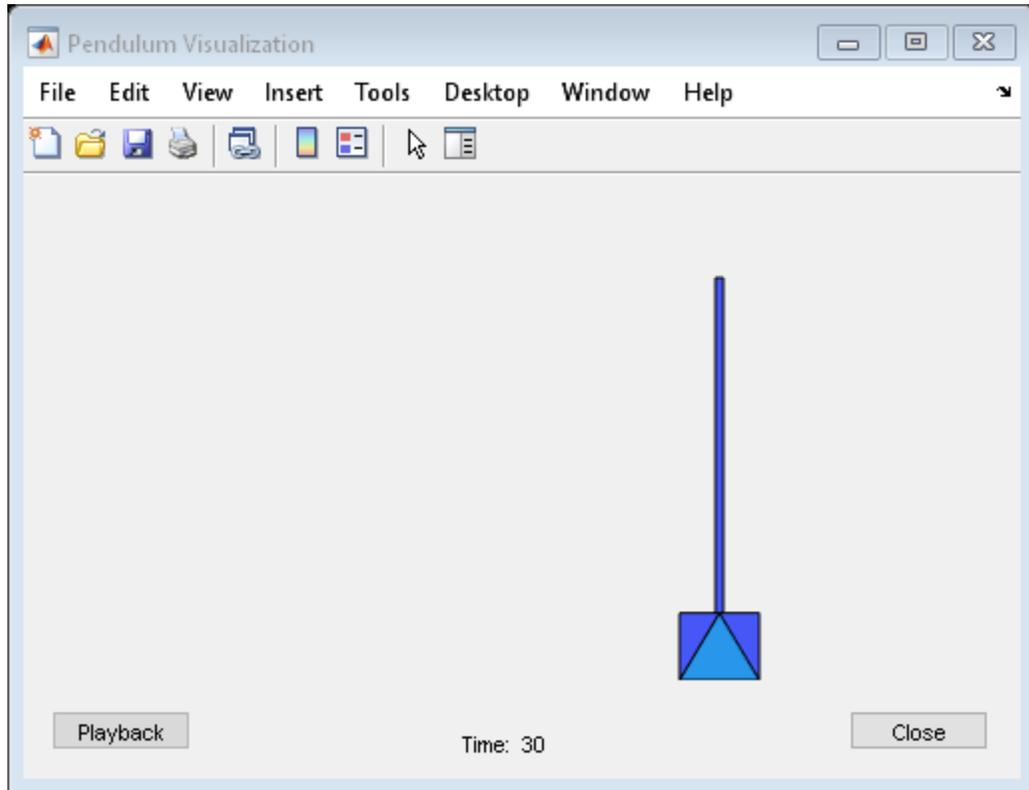 Pendulum Visualization
File Edit View Insert Tools Desktop Window Help
Playback Time: 30 Close